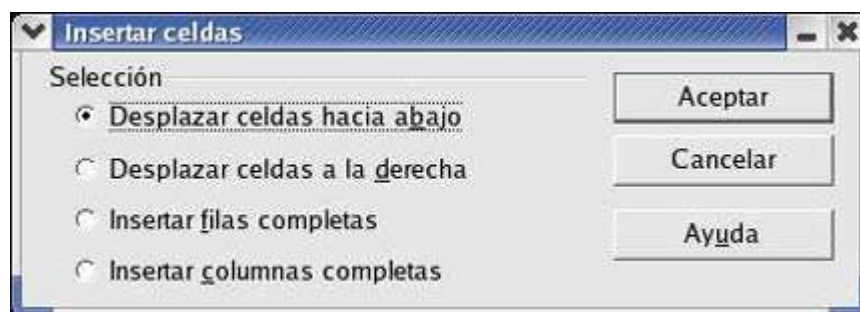 Insertar celdas
Selección
Desplazar celdas hacia abajo
Desplazar celdas a la derecha
Insertar filas completas
Insertar columnas completas
Aceptar
Cancelar
Ayuda